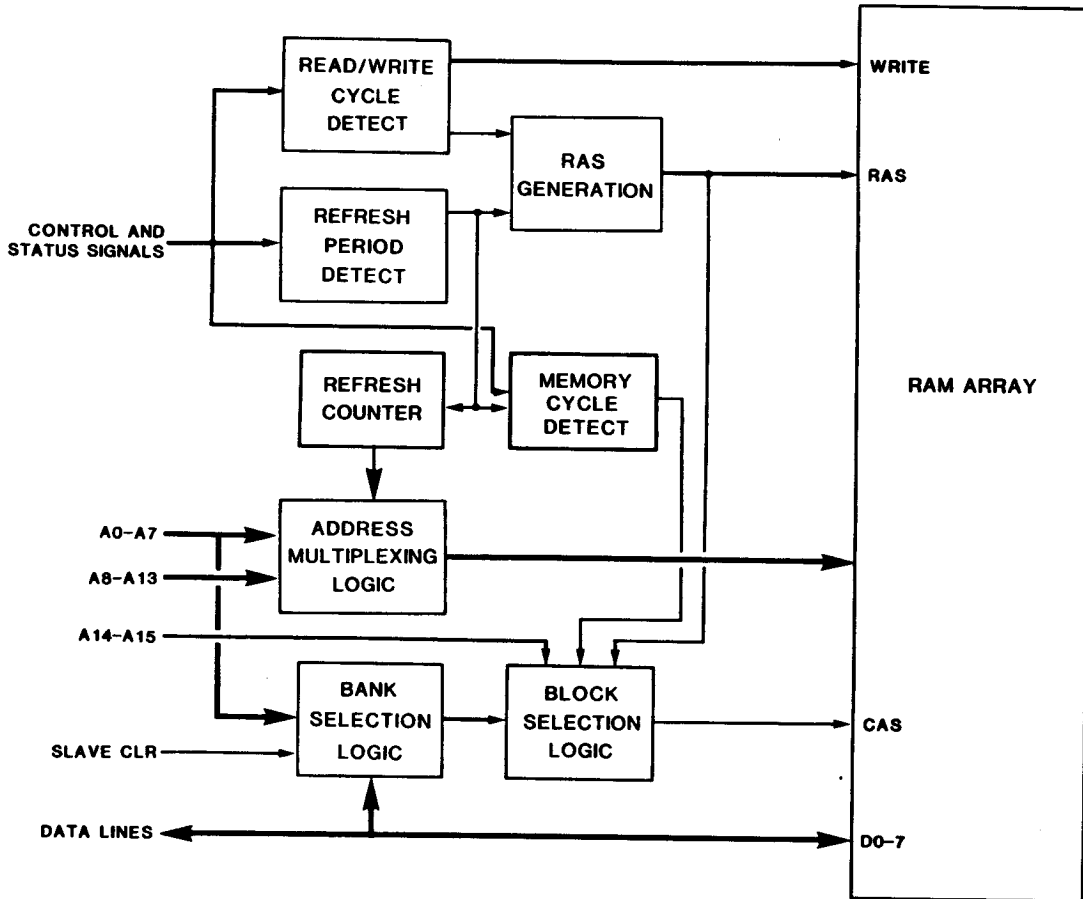 READ/WRITE
CYCLE
DETECT
WRITE
RAS
GENERATION
RAS
CONTROL AND
STATUS SIGNALS
REFRESH
PERIOD
DETECT
REFRESH
COUNTER
MEMORY
CYCLE
DETECT
RAM ARRAY
A0-A7
A8-A13
ADDRESS
MULTIPLEXING
LOGIC
A14-A15
BANK
SELECTION
LOGIC
BLOCK
SELECTION
LOGIC
CAS
SLAVE CLR
DATA LINES
D0-7